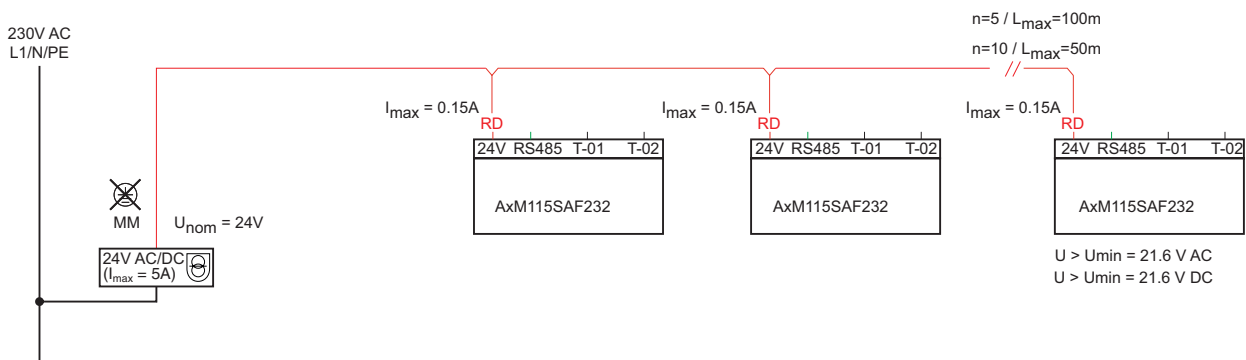 230V AC
L1/N/PE
n=5 / Lmax=100m
n=10 / Lmax=50m
Imax = 0.15A
RD
Imax = 0.15A
RD
Imax = 0.15A
RD
24V RS485 T-01 T-02
24V RS485 T-01 T-02
24V RS485 T-01 T-02
AxM115SAF232
AxM115SAF232
AxM115SAF232
MM
Unom = 24V
24V AC/DC
(Imax = 5A)
U > Umin = 21.6 V AC
U > Umin = 21.6 V DC